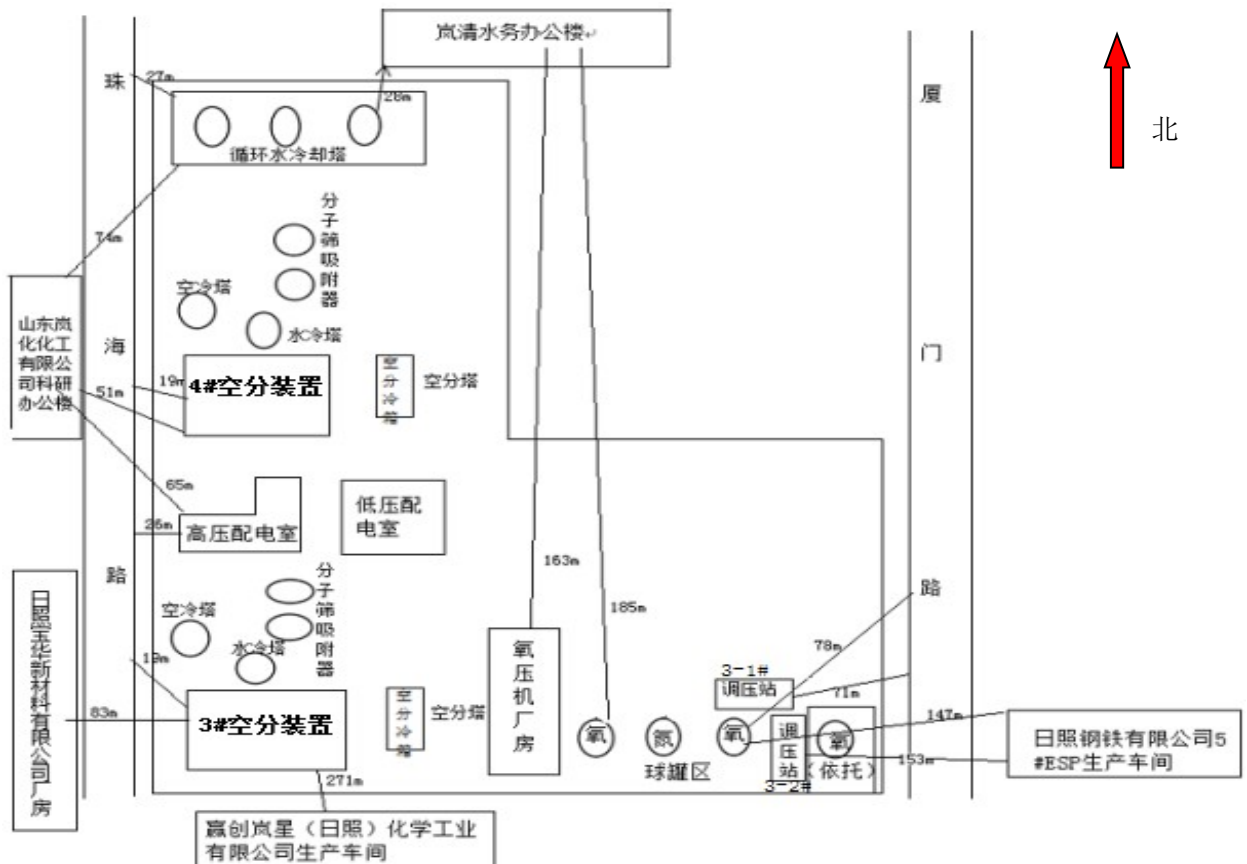 岚清水务办公楼
北
珠
海
路
厦
门
路
27m
28m
循环水冷却塔
74m
分子筛吸附器
空冷塔
水冷塔
山东岚
化化工
有限公
司科研
办公楼
19m
51m
4#空分装置
空分冷箱
空分塔
65m
26m
高压配电室
低压配
电室
163m
185m
日照宝华新材料有限公司厂房
分子筛吸附器
空冷塔
水冷塔
19m
83m
3#空分装置
空分冷箱
空分塔
氧压机厂房
271m
78m
3-1#
调压站
71m
147m
氧
氮
氧
调压站
氧
球罐区
(依托)
153m
3-2#
日照钢铁有限公司5
#ESP生产车间
赢创岚星（日照）化学工业
有限公司生产车间